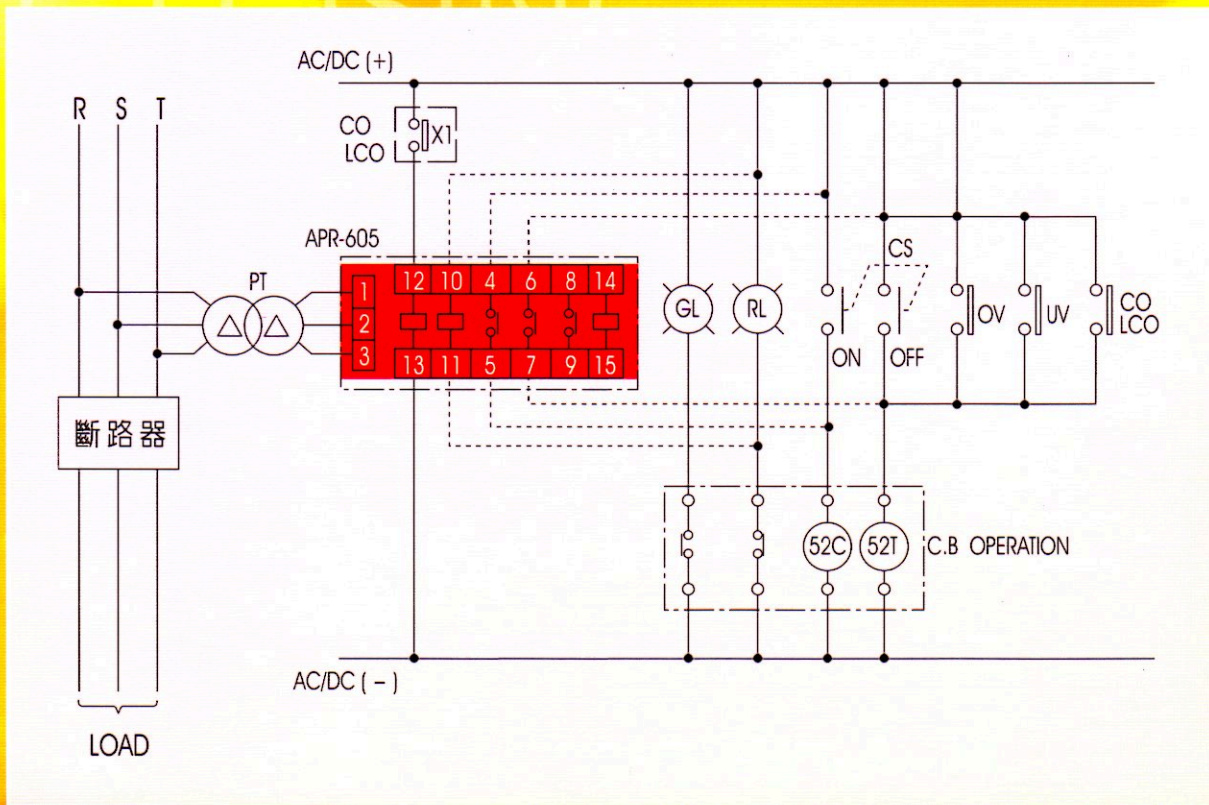 AC/DC (+)
R S T
CO
LCO
X1
APR-605
PT
12 10 4 6 8 14
1
2
3
13 11 5 7 9 15
GL
RL
CS
ON
OFF
OV
UV
CO
LCO
斷路器
52C
52T
C.B OPERATION
AC/DC ( − )
LOAD